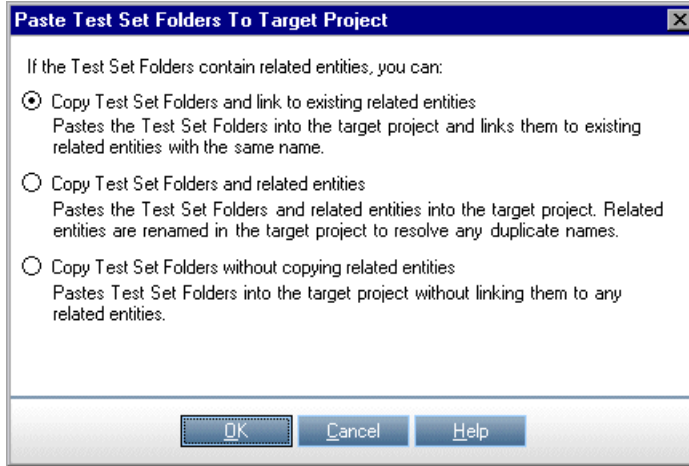 Paste Test Set Folders To Target Project
If the Test Set Folders contain related entities, you can:
Copy Test Set Folders and link to existing related entities
Pastes the Test Set Folders into the target project and links them to existing
related entities with the same name.
Copy Test Set Folders and related entities
Pastes the Test Set Folders and related entities into the target project. Related
entities are renamed in the target project to resolve any duplicate names.
Copy Test Set Folders without copying related entities
Pastes Test Set Folders into the target project without linking them to any
related entities.
OK Cancel Help